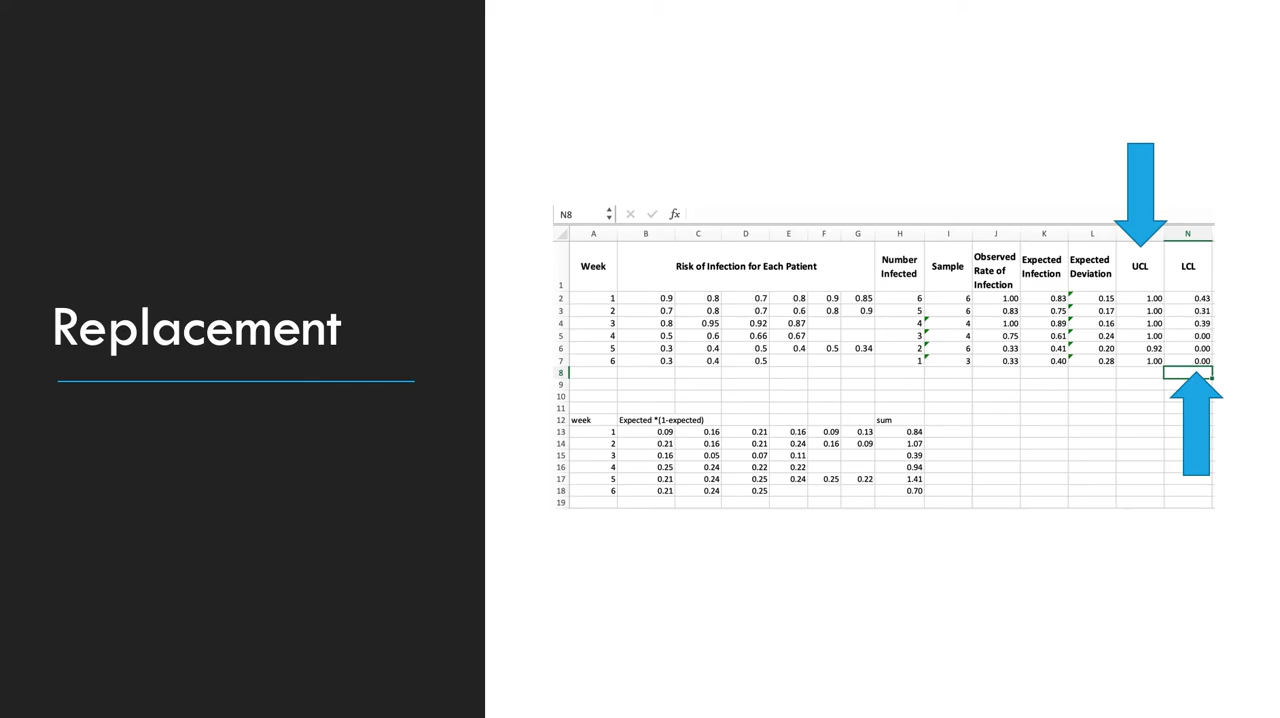 Replacement
N8 fx
A B C D E F G H I J K L N
1 Week Risk of Infection for Each Patient Number Infected Sample Observed Rate of Infection Expected Infection Expected Deviation UCL LCL
2 1 0.9 0.8 0.7 0.8 0.9 0.85 6 6 1.00 0.83 0.15 1.00 0.43
3 2 0.7 0.8 0.7 0.6 0.8 0.9 5 6 0.83 0.75 0.17 1.00 0.31
4 3 0.8 0.95 0.92 0.87 4 4 1.00 0.89 0.16 1.00 0.39
5 4 0.5 0.6 0.66 0.67 3 4 0.75 0.61 0.24 1.00 0.00
6 5 0.3 0.4 0.5 0.4 0.5 0.34 2 6 0.33 0.41 0.20 0.92 0.00
7 6 0.3 0.4 0.5 1 3 0.33 0.40 0.28 1.00 0.00
8
9
10
11
12 week Expected *(1-expected) sum
13 1 0.09 0.16 0.21 0.16 0.09 0.13 0.84
14 2 0.21 0.16 0.21 0.24 0.16 0.09 1.07
15 3 0.16 0.05 0.07 0.11 0.39
16 4 0.25 0.24 0.22 0.22 0.94
17 5 0.21 0.24 0.25 0.24 0.25 0.22 1.41
18 6 0.21 0.24 0.25 0.70
19